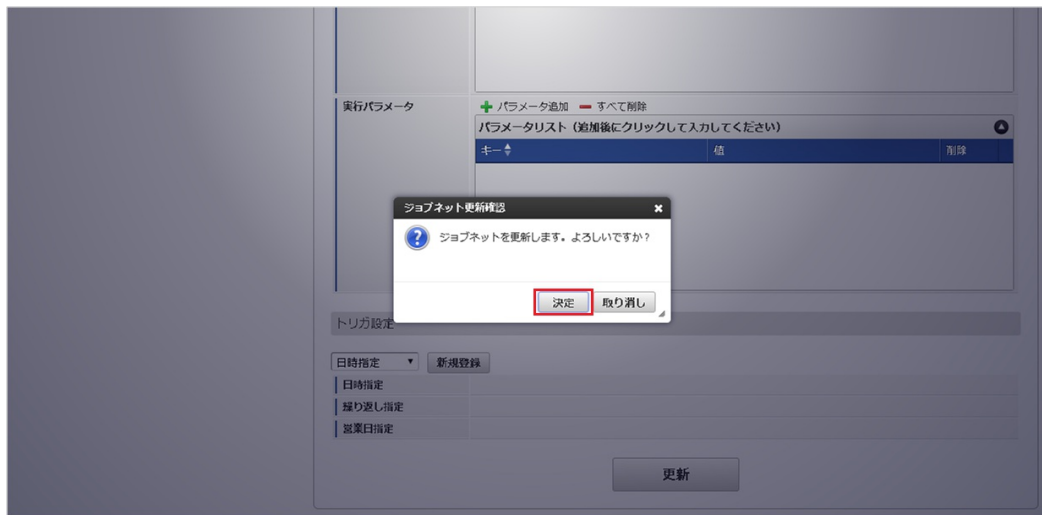 実行パラメータ
パラメータ追加 すべて削除
パラメータリスト（追加後にクリックして入力してください）
キー 値 削除
ジョブネット更新確認
ジョブネットを更新します。よろしいですか？
決定 取り消し
トリガ設定
日時指定 新規登録
日時指定
繰り返し指定
営業日指定
更新